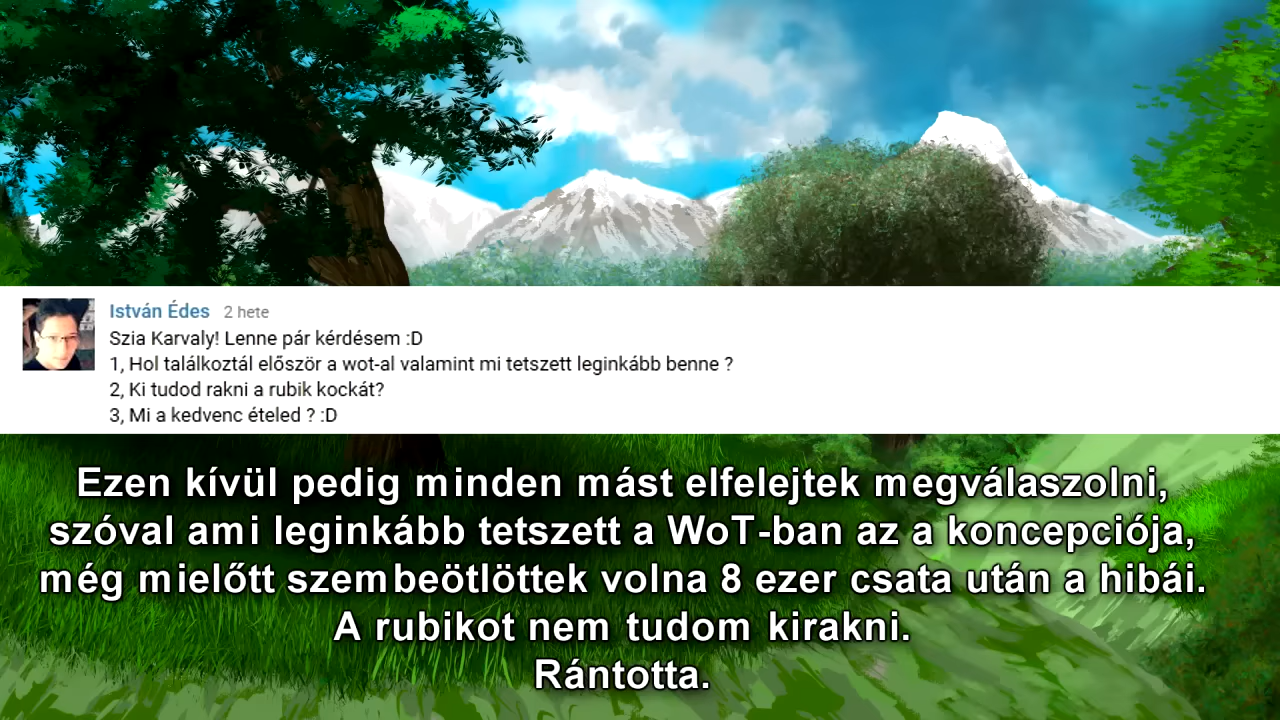 István Édes 2 hete
Szia Karvaly! Lenne pár kérdésem :D
1, Hol találkoztál először a wot-al valamint mi tetszett leginkább benne ?
2, Ki tudod rakni a rubik kockát?
3, Mi a kedvenc ételed ? :D
Ezen kívül pedig minden mást elfelejtek megválaszolni,
szóval ami leginkább tetszett a WoT-ban az a koncepciója,
még mielőtt szembeötlöttek volna 8 ezer csata után a hibái.
A rubikot nem tudom kirakni.
Rántotta.